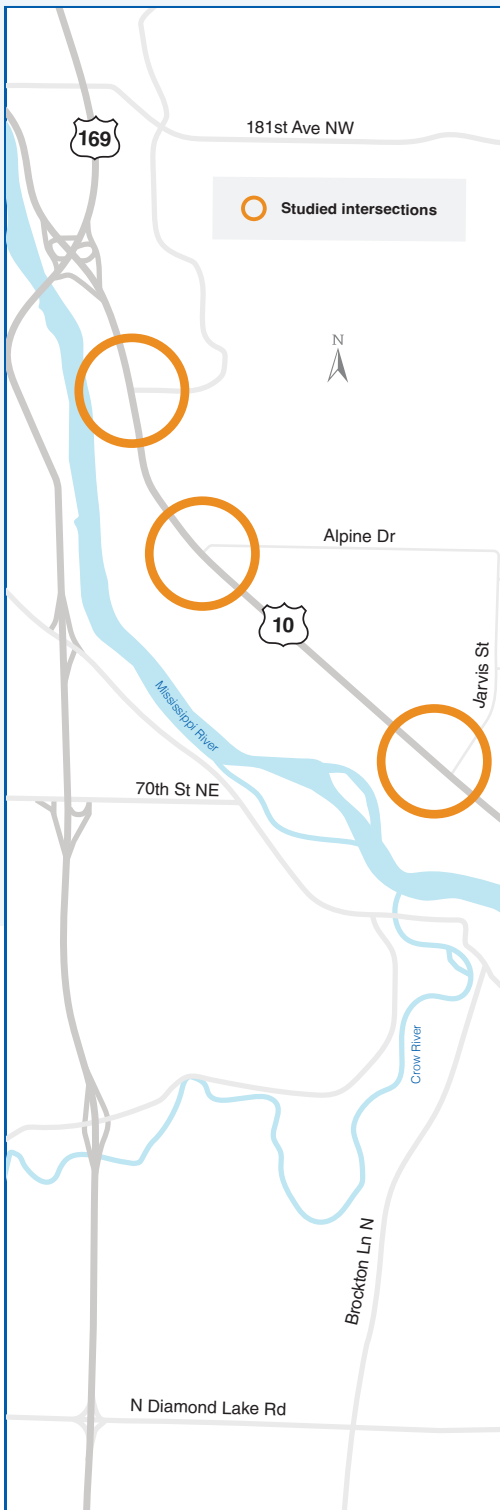 181st Ave NW
169
Studied intersections
N
Alpine Dr
10
Jarvis St
Mississippi River
70th St NE
Crow River
Brockton Ln N
N Diamond Lake Rd